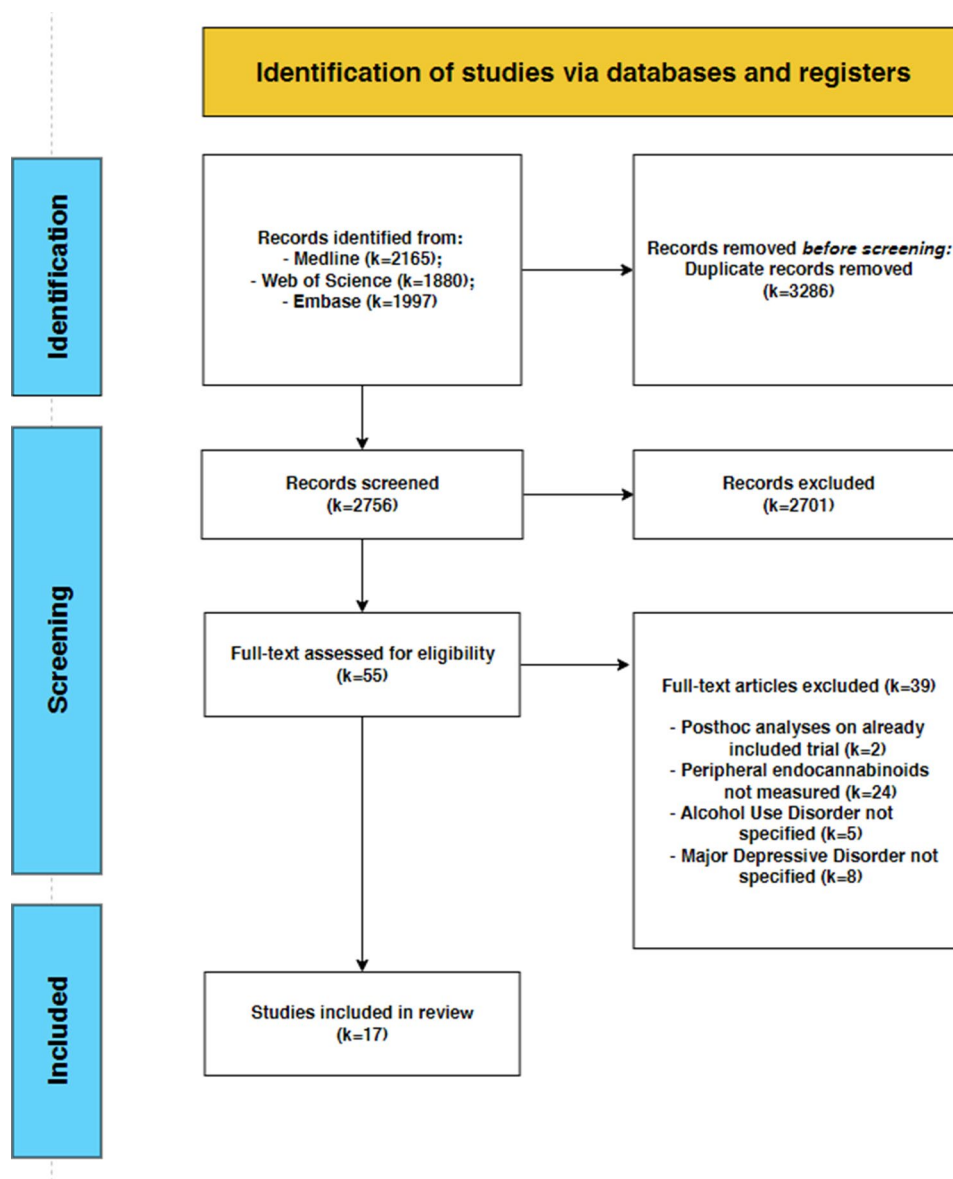 Identification of studies via databases and registers
Identification
Records identified from:
- Medline (k=2165);
- Web of Science (k=1880);
- Embase (k=1997)
Records removed before screening:
Duplicate records removed
(k=3286)
Screening
Records screened
(k=2756)
Records excluded
(k=2701)
Full-text assessed for eligibility
(k=55)
Full-text articles excluded (k=39)
- Posthoc analyses on already
included trial (k=2)
- Peripheral endocannabinoids
not measured (k=24)
- Alcohol Use Disorder not
specified (k=5)
- Major Depressive Disorder not
specified (k=8)
Included
Studies included in review
(k=17)